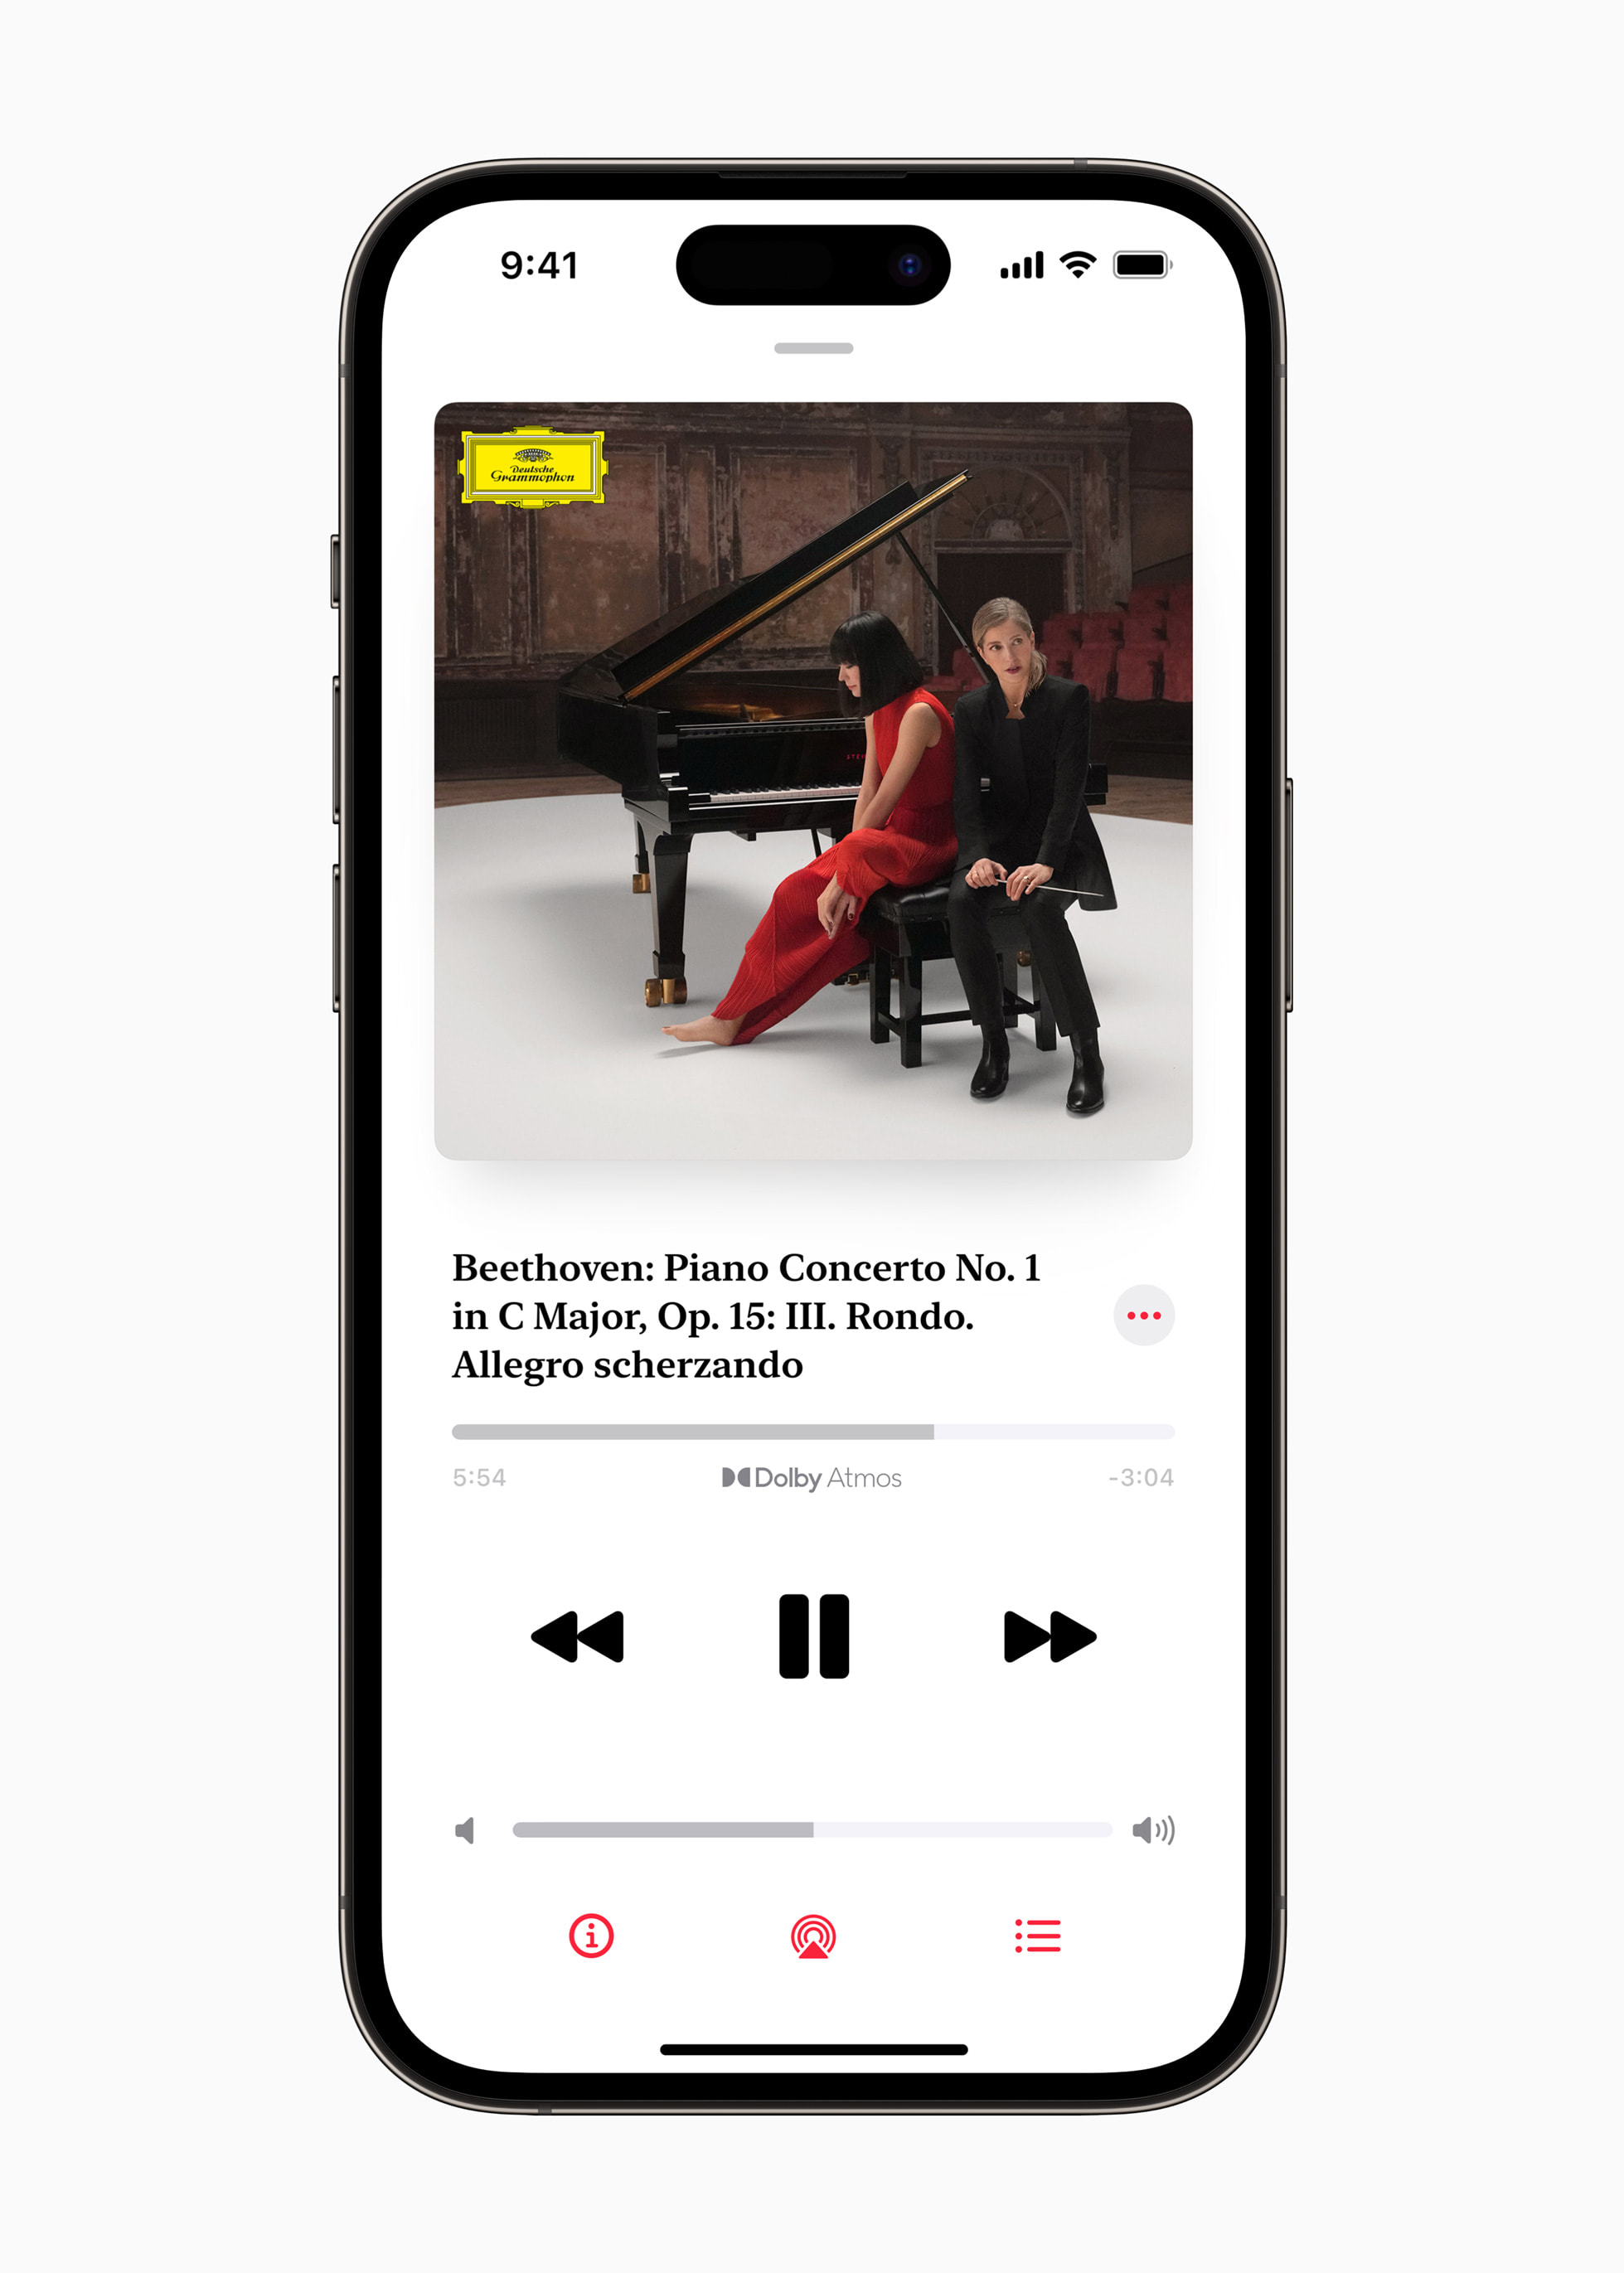 9:41
Deutsche
Grammophon
Beethoven: Piano Concerto No. 1
in C Major, Op. 15: III. Rondo.
Allegro scherzando
5:54
Dolby Atmos
-3:04